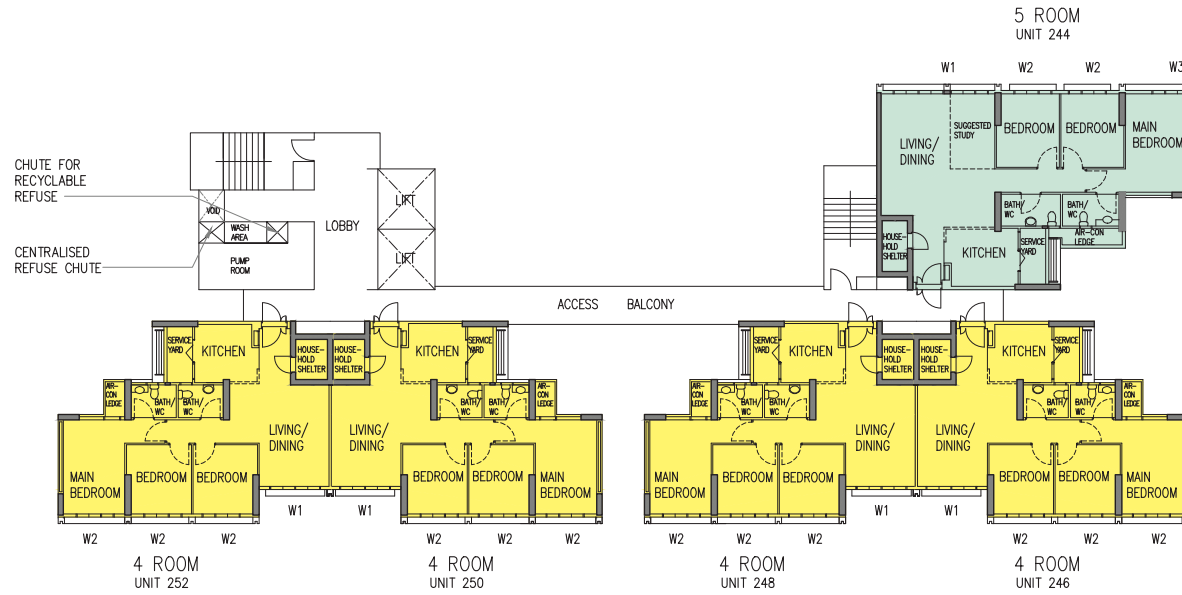 5 ROOM
UNIT 244
W1
W2
W2
W3
LIVING/
DINING
SUGGESTED
STUDY
BEDROOM
BEDROOM
MAIN
BEDROOM
BATH/
WC
BATH/
WC
AIR-CON
LEDGE
HOUSE-
HOLD
SHELTER
KITCHEN
SERVICE
YARD
CHUTE FOR
RECYCLABLE
REFUSE
CENTRALISED
REFUSE CHUTE
VOID
WASH
AREA
PUMP
ROOM
LOBBY
LIFT
LIFT
ACCESS BALCONY
SERVICE
YARD
KITCHEN
HOUSE-
HOLD
SHELTER
AIR-
CON
LEDGE
BATH/
WC
BATH/
WC
LIVING/
DINING
MAIN
BEDROOM
BEDROOM
BEDROOM
W2
W2
W2
W1
4 ROOM
UNIT 252
HOUSE-
HOLD
SHELTER
KITCHEN
SERVICE
YARD
BATH/
WC
BATH/
WC
AIR-
CON
LEDGE
LIVING/
DINING
BEDROOM
BEDROOM
MAIN
BEDROOM
W1
W2
W2
W2
4 ROOM
UNIT 250
SERVICE
YARD
KITCHEN
HOUSE-
HOLD
SHELTER
AIR-
CON
LEDGE
BATH/
WC
BATH/
WC
LIVING/
DINING
MAIN
BEDROOM
BEDROOM
BEDROOM
W2
W2
W2
W1
4 ROOM
UNIT 248
HOUSE-
HOLD
SHELTER
KITCHEN
SERVICE
YARD
BATH/
WC
BATH/
WC
AIR-
CON
LEDGE
LIVING/
DINING
BEDROOM
BEDROOM
MAIN
BEDROOM
W1
W2
W2
W2
4 ROOM
UNIT 246